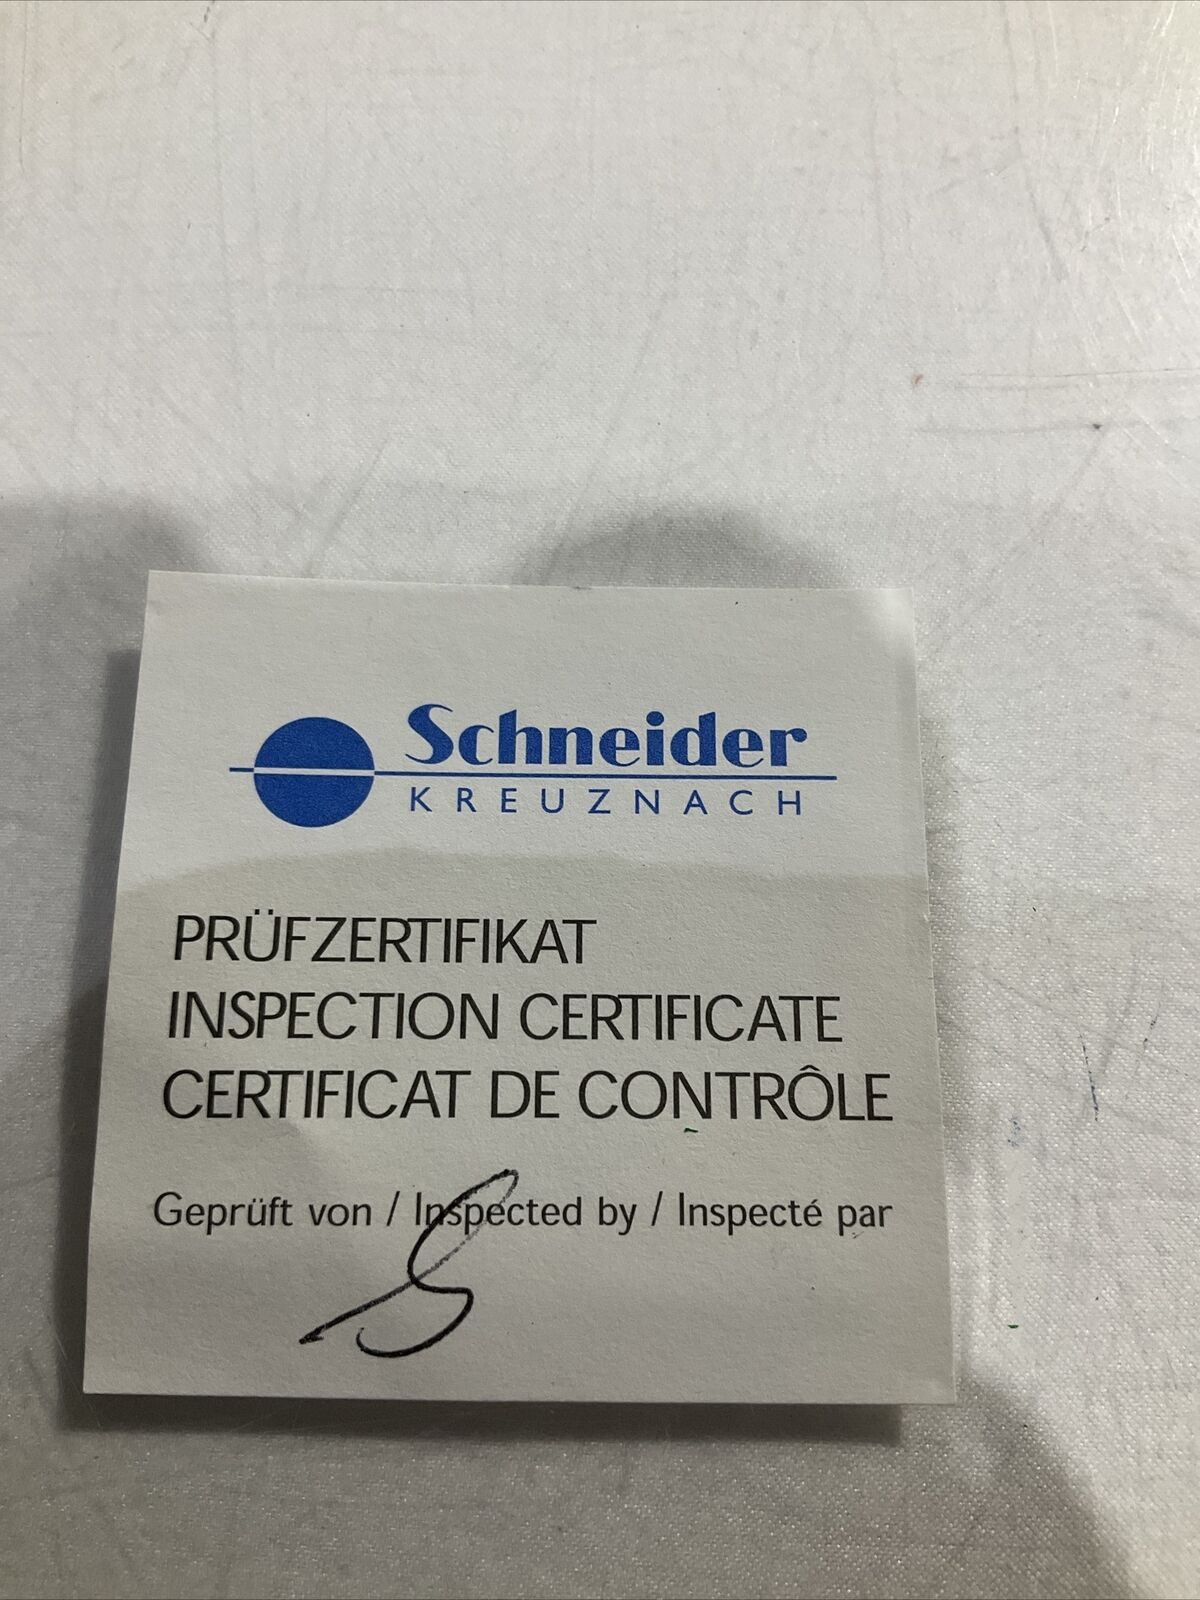 Schneider
KREUZNACH
PRÜFZERTIFIKAT
INSPECTION CERTIFICATE
CERTIFICAT DE CONTRÔLE
Geprüft von / Inspected by / Inspecté par